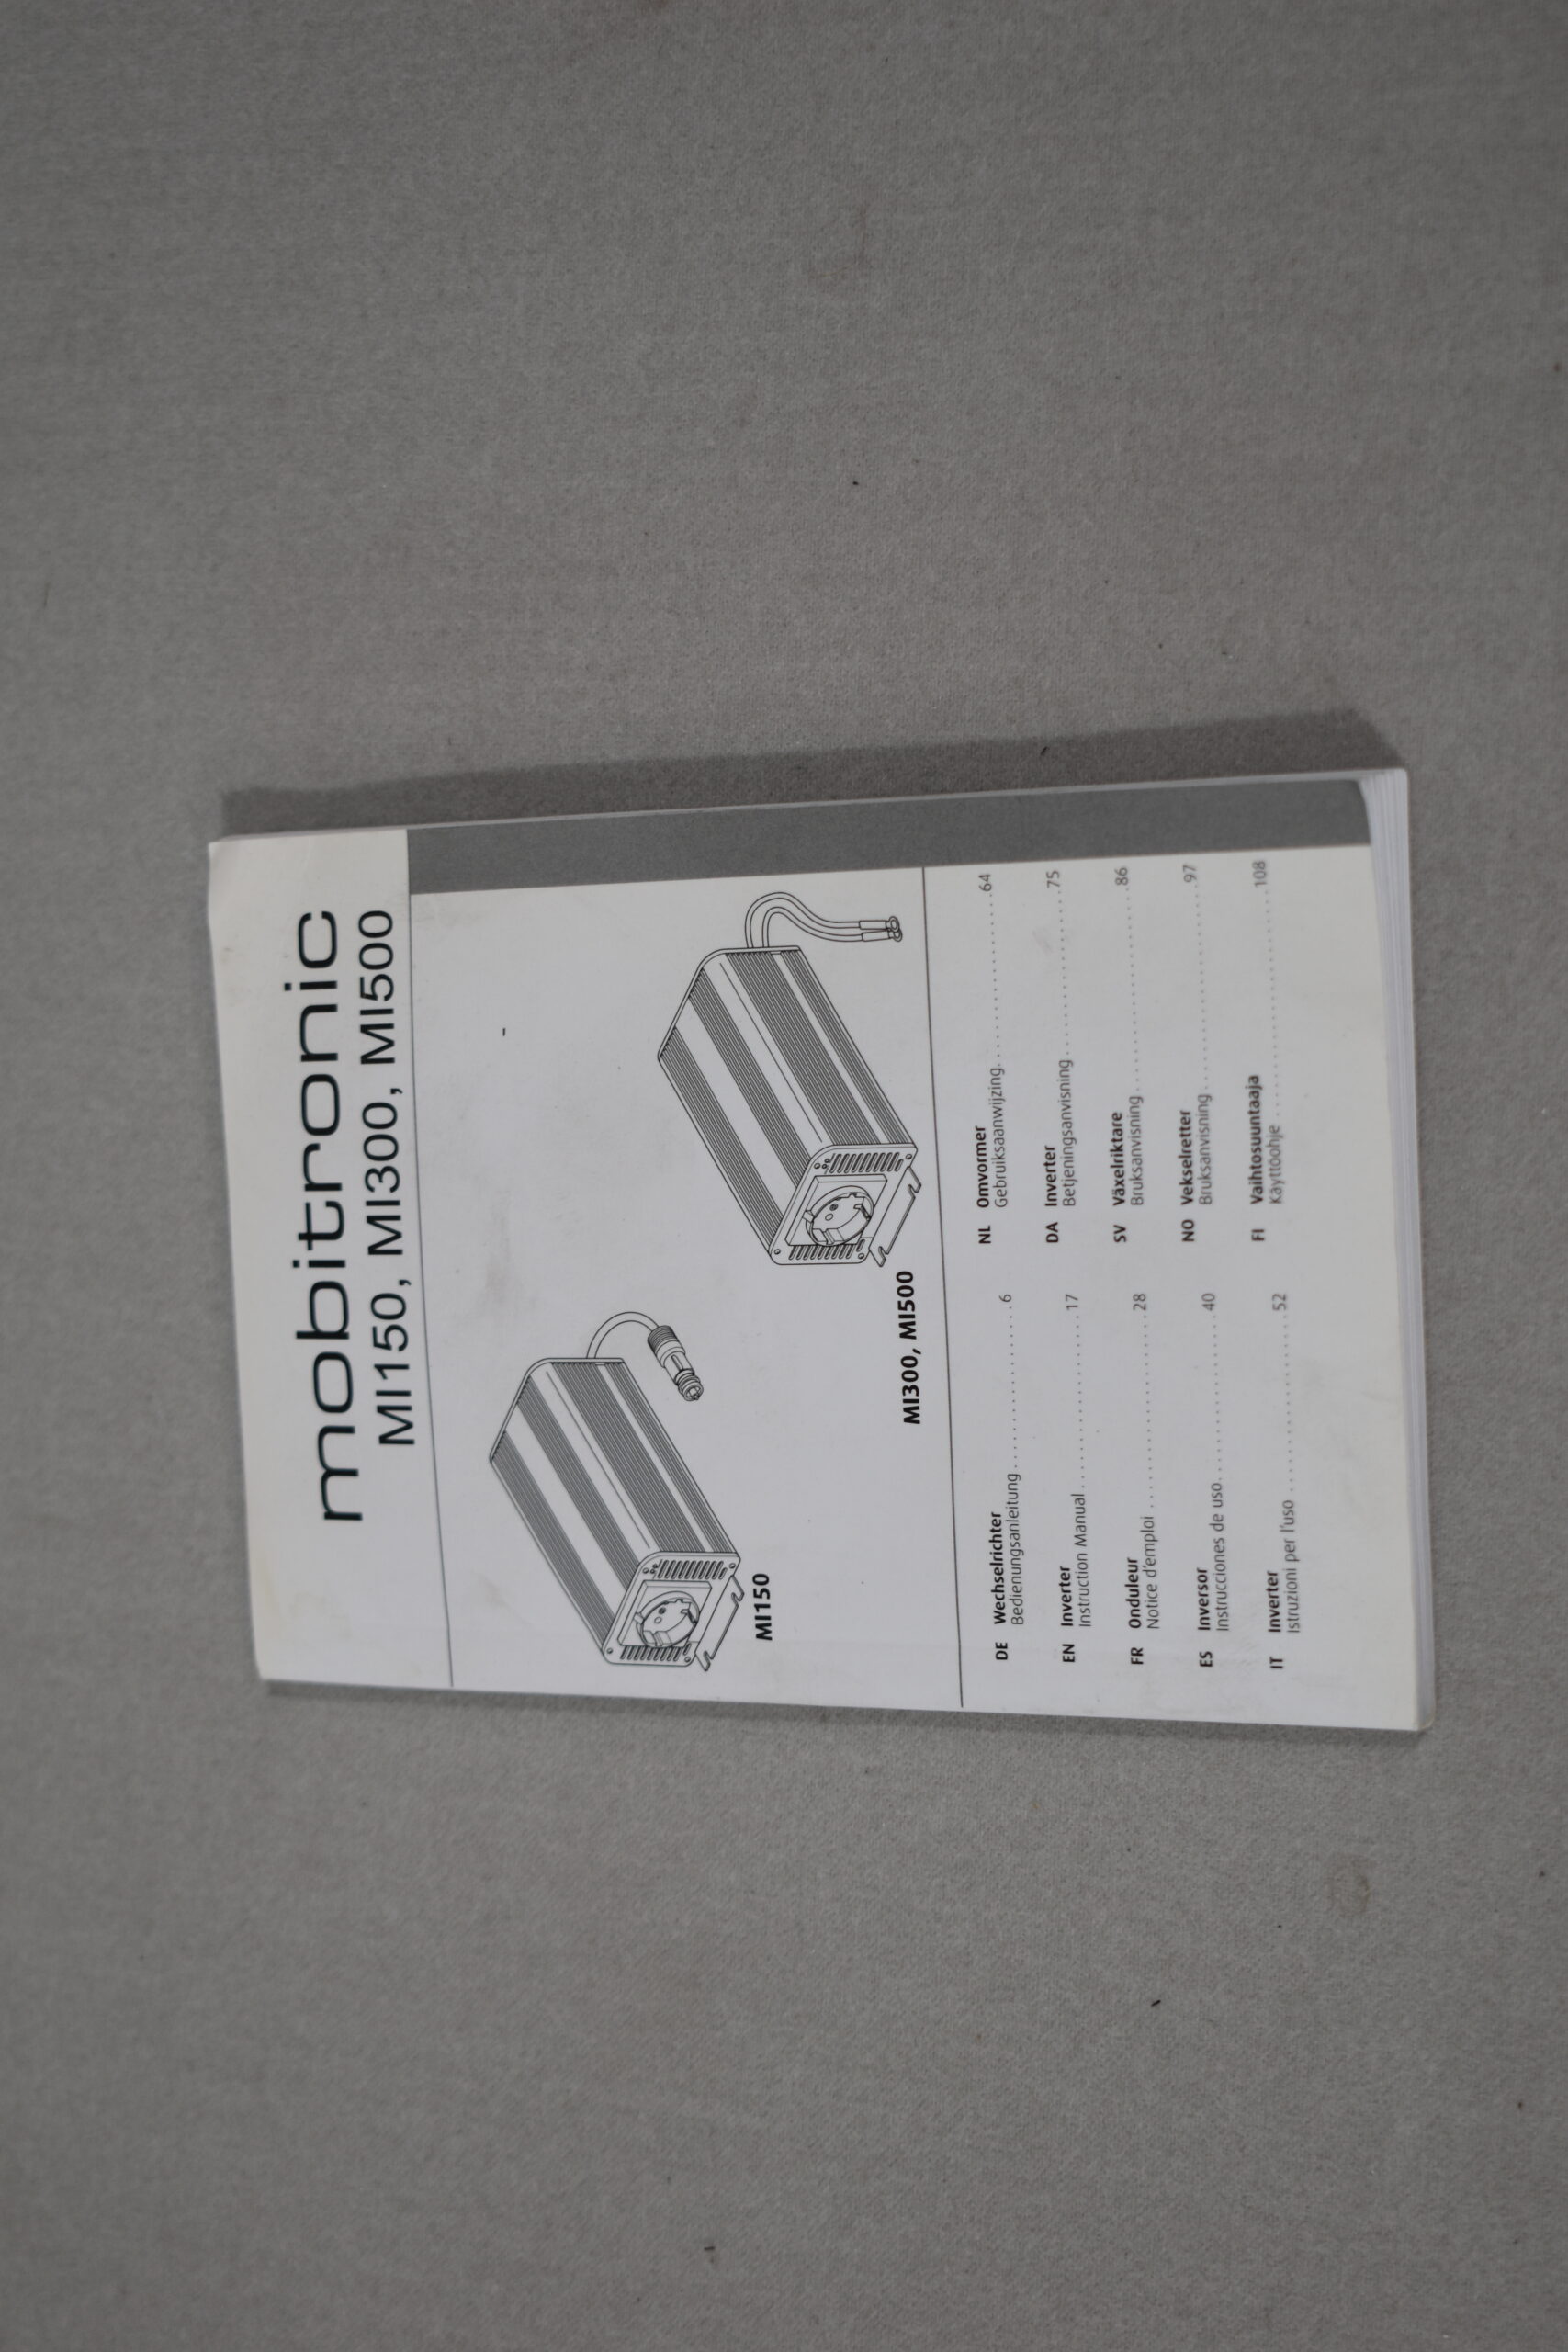 mobitronic
MI150, MI300, MI500
MI150
MI300, MI500
DE Wechselrichter
Bedienungsanleitung . . . . . . . . . . . . . . . . 6
EN Inverter
Instruction Manual . . . . . . . . . . . . . . . . 17
FR Onduleur
Notice d'emploi . . . . . . . . . . . . . . . . 28
ES Inversor
Instrucciones de uso . . . . . . . . . . . . . . . . 40
IT Inverter
Istruzioni per l'uso . . . . . . . . . . . . . . . . 52
NL Omvormer
Gebruiksaanwijzing . . . . . . . . . . . . . . . . 64
DA Inverter
Betjeningsanvisning . . . . . . . . . . . . . . . . 75
SV Växelriktare
Bruksanvisning . . . . . . . . . . . . . . . . 86
NO Vekselretter
Bruksanvisning . . . . . . . . . . . . . . . . 97
FI Vaihtosuuntaaja
Käyttöohje . . . . . . . . . . . . . . . . 108